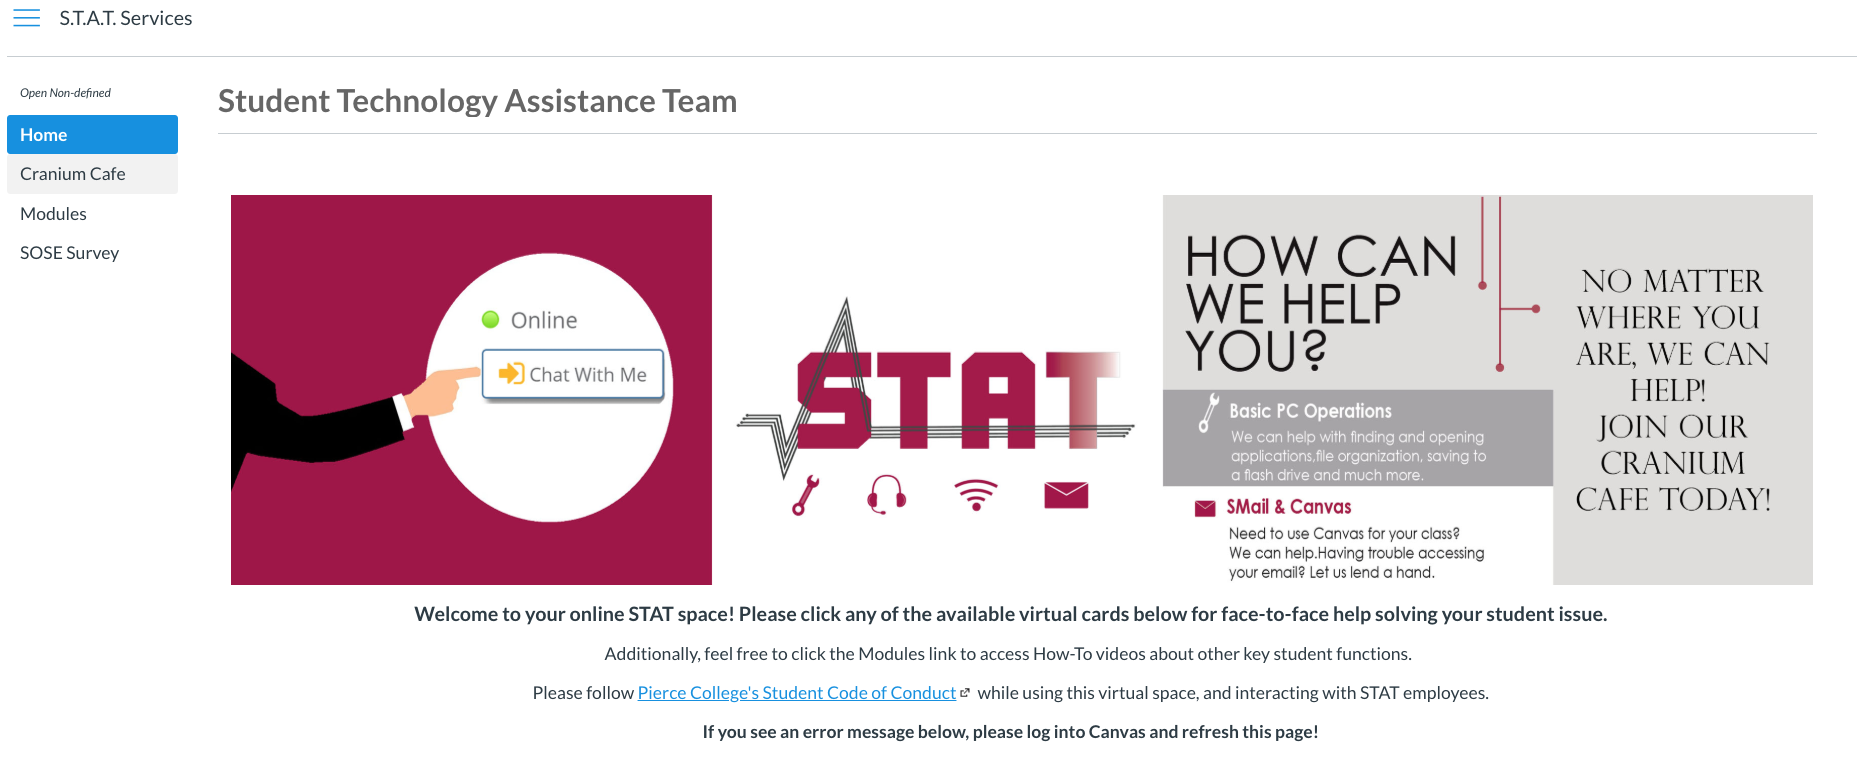 S.T.A.T. Services
Open Non-defined
Home
Cranium Cafe
Modules
SOSE Survey
Student Technology Assistance Team
Online
Chat With Me
STAT
HOW CAN
WE HELP
YOU?
Basic PC Operations
We can help with finding and opening
applications,file organization, saving to
a flash drive and much more.
SMail & Canvas
Need to use Canvas for your class?
We can help.Having trouble accessing
your email? Let us lend a hand.
NO MATTER
WHERE YOU
ARE, WE CAN
HELP!
JOIN OUR
CRANIUM
CAFE TODAY!
Welcome to your online STAT space! Please click any of the available virtual cards below for face-to-face help solving your student issue.
Additionally, feel free to click the Modules link to access How-To videos about other key student functions.
Please follow Pierce College's Student Code of Conduct while using this virtual space, and interacting with STAT employees.
If you see an error message below, please log into Canvas and refresh this page!